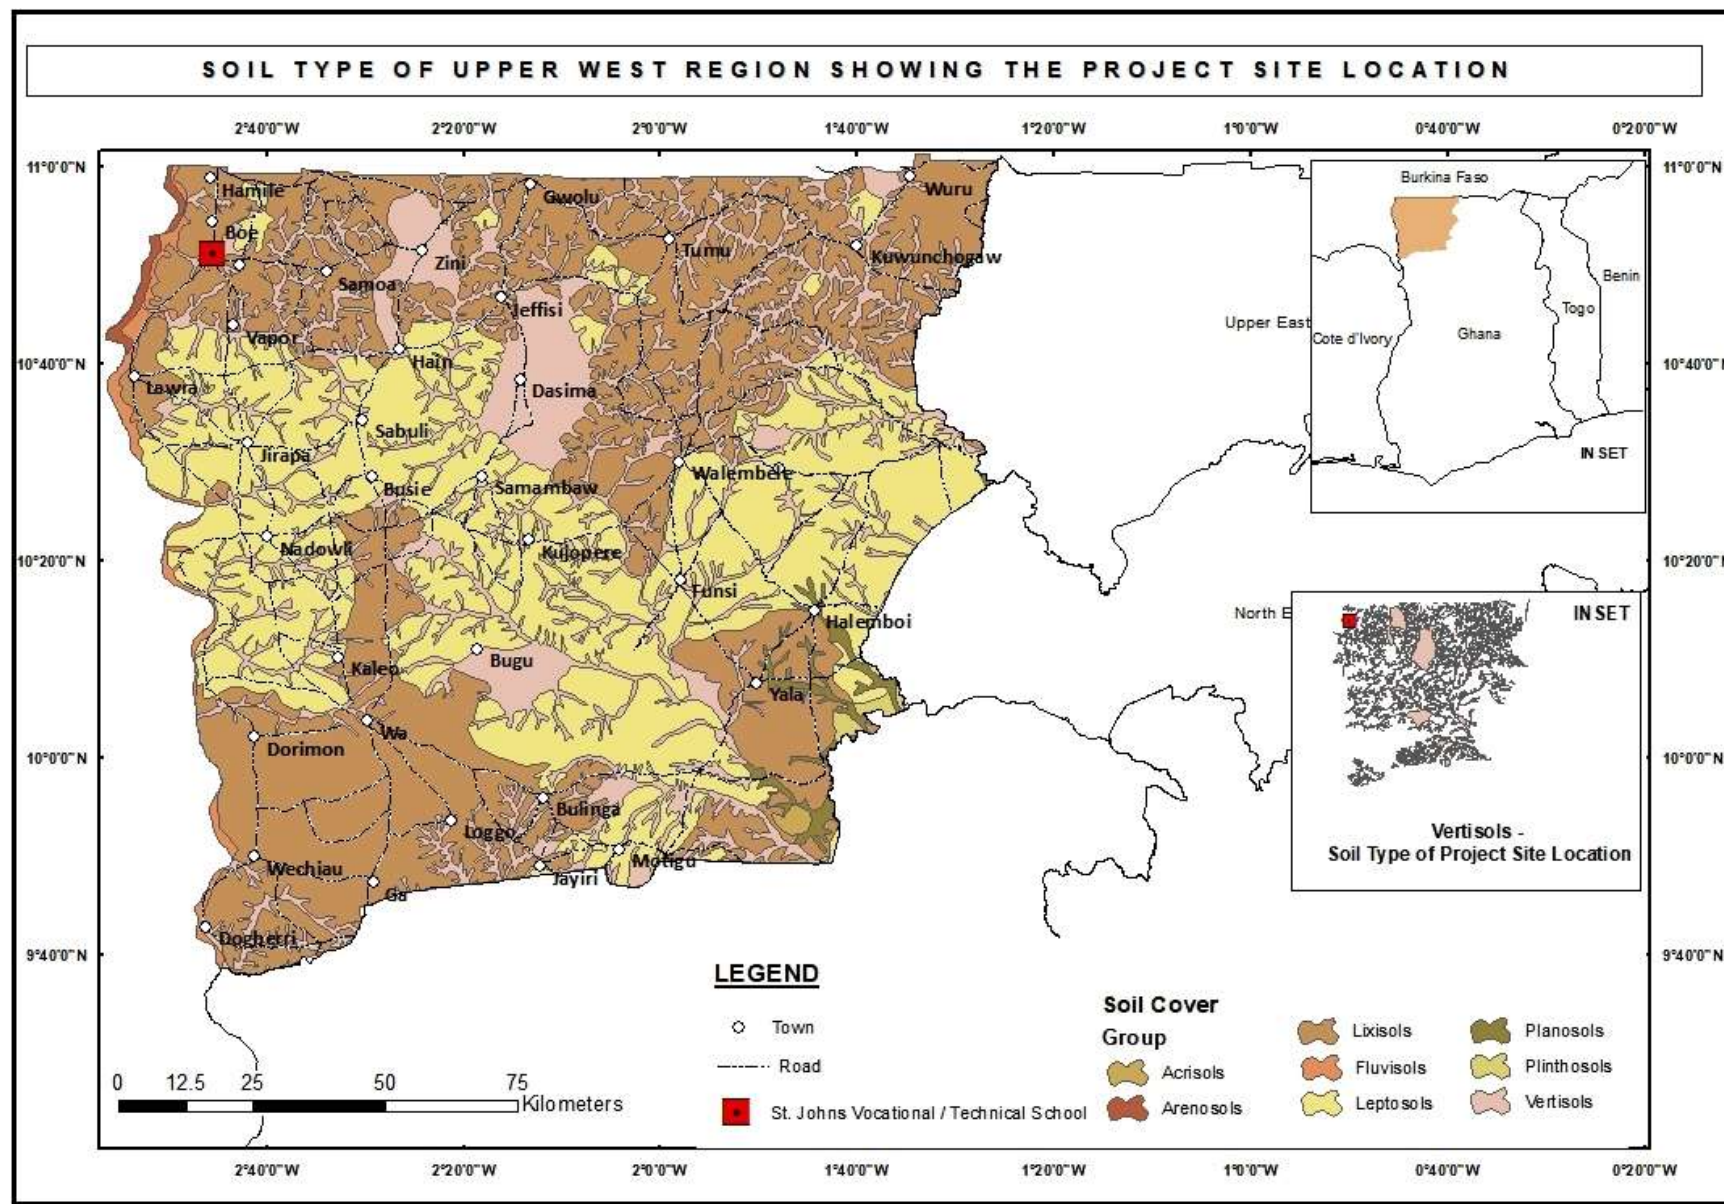 SOIL TYPE OF UPPER WEST REGION SHOWING THE PROJECT SITE LOCATION
2°40'0"W 2°20'0"W 2°0'0"W 1°40'0"W 1°20'0"W 1°0'0"W 0°40'0"W 0°20'0"W
11°0'0"N
11°0'0"N
Burkina Faso
Hamile
Gwolu
Wuru
Boe
Tumu
Kuwunchogaw
Zini
Samoa
Benin
Jeffisi
Togo
Upper East
Cote d'Ivory
Ghana
Vapor
Hain
10°40'0"N
10°40'0"N
Lawra
Dasima
Sabuli
Jirapa
IN SET
Walembele
Busie
Samambaw
Nadowli
Kulopere
10°20'0"N
10°20'0"N
Funsi
Halemboi
North E
IN SET
Bugu
Kaleo
Yala
Wa
Dorimon
10°0'0"N
10°0'0"N
Bulinga
Loggo
Vertisols -
Soil Type of Project Site Location
Motigu
Wechiau
Jayiri
Ga
Dogherri
9°40'0"N
9°40'0"N
LEGEND
Town
Road
St. Johns Vocational / Technical School
Soil Cover
Group
Acrisols
Arenosols
Lixisols
Fluvisols
Leptosols
Planosols
Plinthosols
Vertisols
0 12.5 25 50 75
Kilometers
2°40'0"W 2°20'0"W 2°0'0"W 1°40'0"W 1°20'0"W 1°0'0"W 0°40'0"W 0°20'0"W